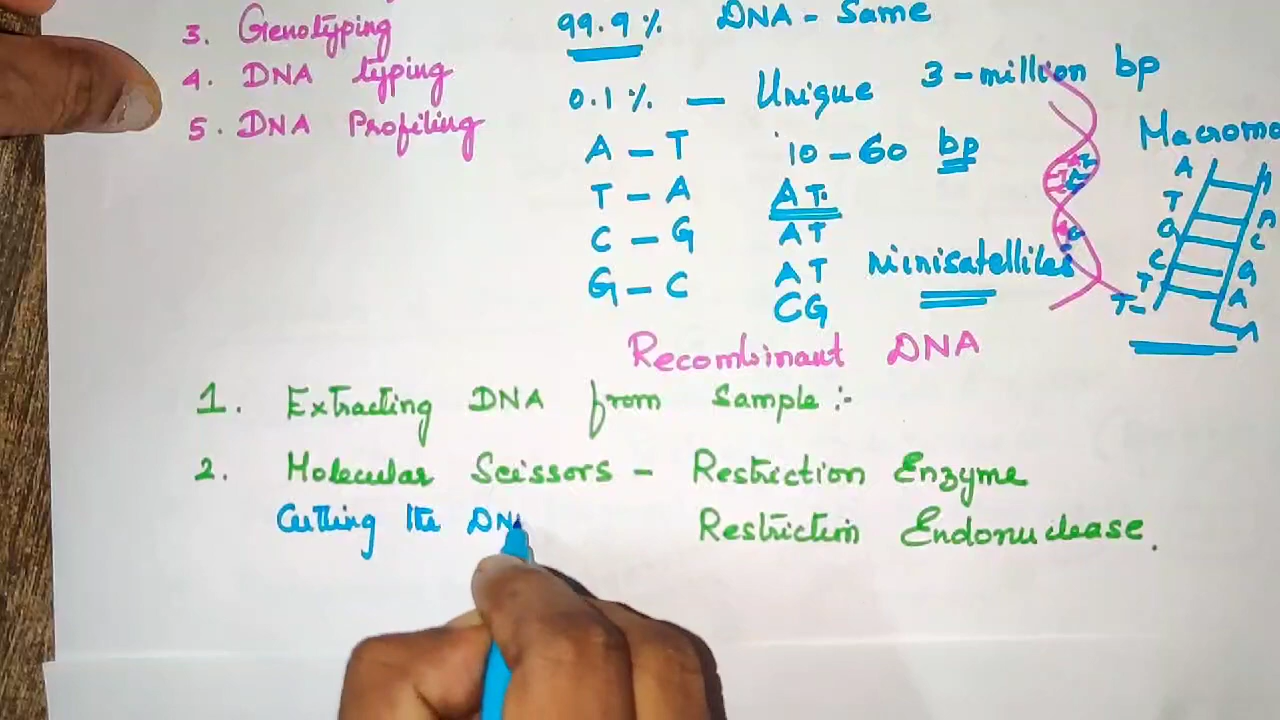 3. Genotyping
4. DNA typing
5. DNA Profiling
99.9% DNA - Same
0.1% — Unique 3-million bp
A - T 10-60 bp
T - A AT
C - G AT
G - C AT
CG
minisatellites
Macromo
A
T
G C
C G
T A
T-
Recombinant DNA
1. Extracting DNA from Sample :-
2. Molecular Scissors - Restriction Enzyme
Cutting the DN
Restriction Endonuclease.